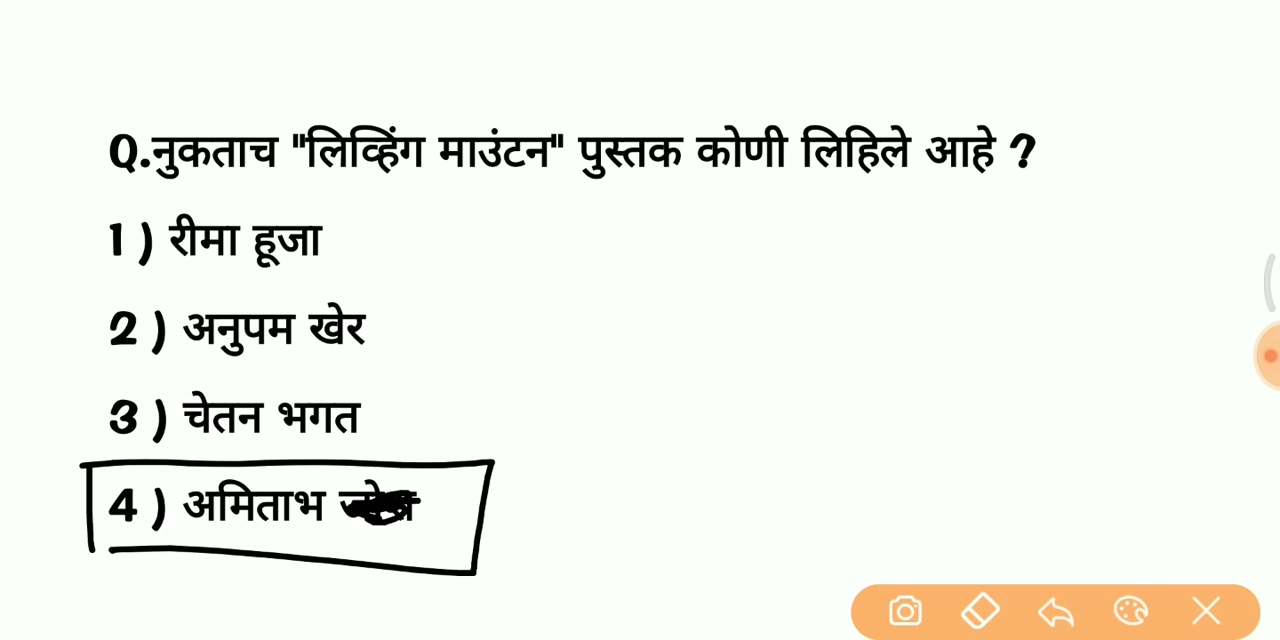 Q.नुकताच "लिव्हिंग माउंटन" पुस्तक कोणी लिहिले आहे ?
1 ) रीमा हूजा
2 ) अनुपम खेर
3 ) चेतन भगत
4 ) अमिताभ